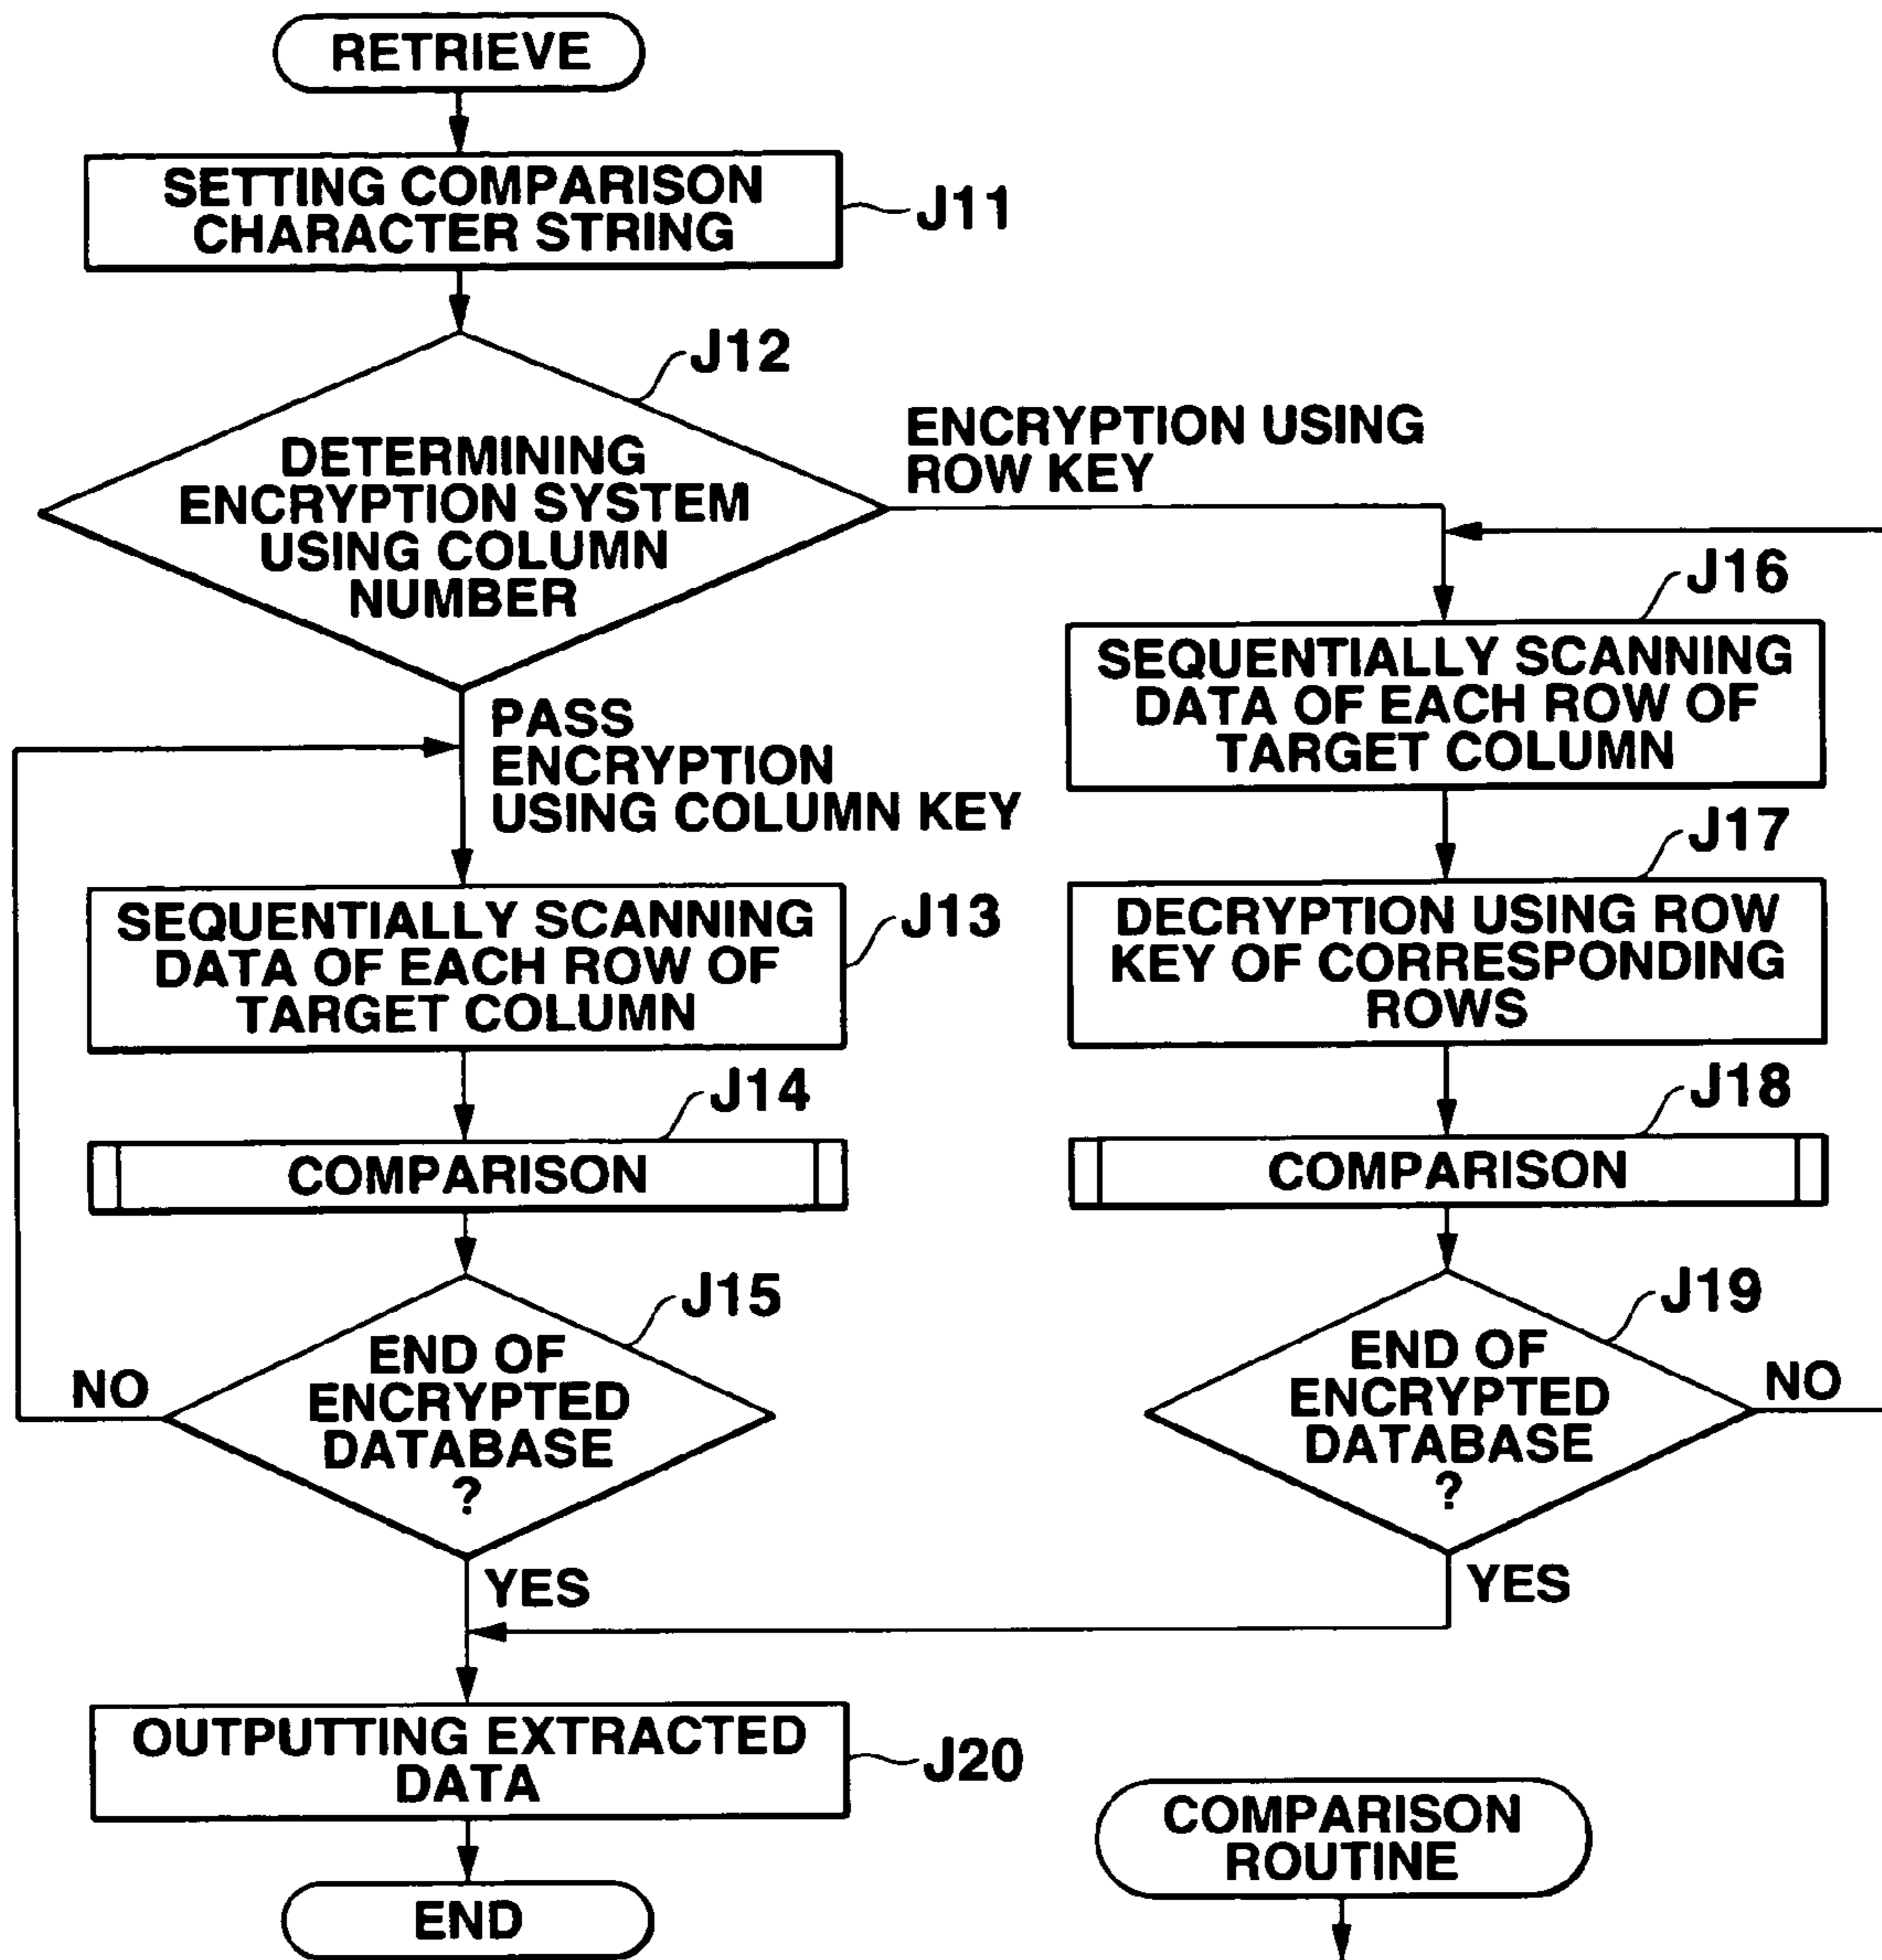 RETRIEVE
SETTING COMPARISON
CHARACTER STRING
J11
J12
DETERMINING
ENCRYPTION SYSTEM
USING COLUMN
NUMBER
ENCRYPTION USING
ROW KEY
PASS
ENCRYPTION
USING COLUMN KEY
SEQUENTIALLY SCANNING
DATA OF EACH ROW OF
TARGET COLUMN
J13
J14
COMPARISON
J15
END OF
ENCRYPTED
DATABASE
?
NO
YES
J16
SEQUENTIALLY SCANNING
DATA OF EACH ROW OF
TARGET COLUMN
J17
DECRYPTION USING ROW
KEY OF CORRESPONDING
ROWS
J18
COMPARISON
J19
END OF
ENCRYPTED
DATABASE
?
NO
YES
OUTPUTTING EXTRACTED
DATA
J20
END
COMPARISON
ROUTINE